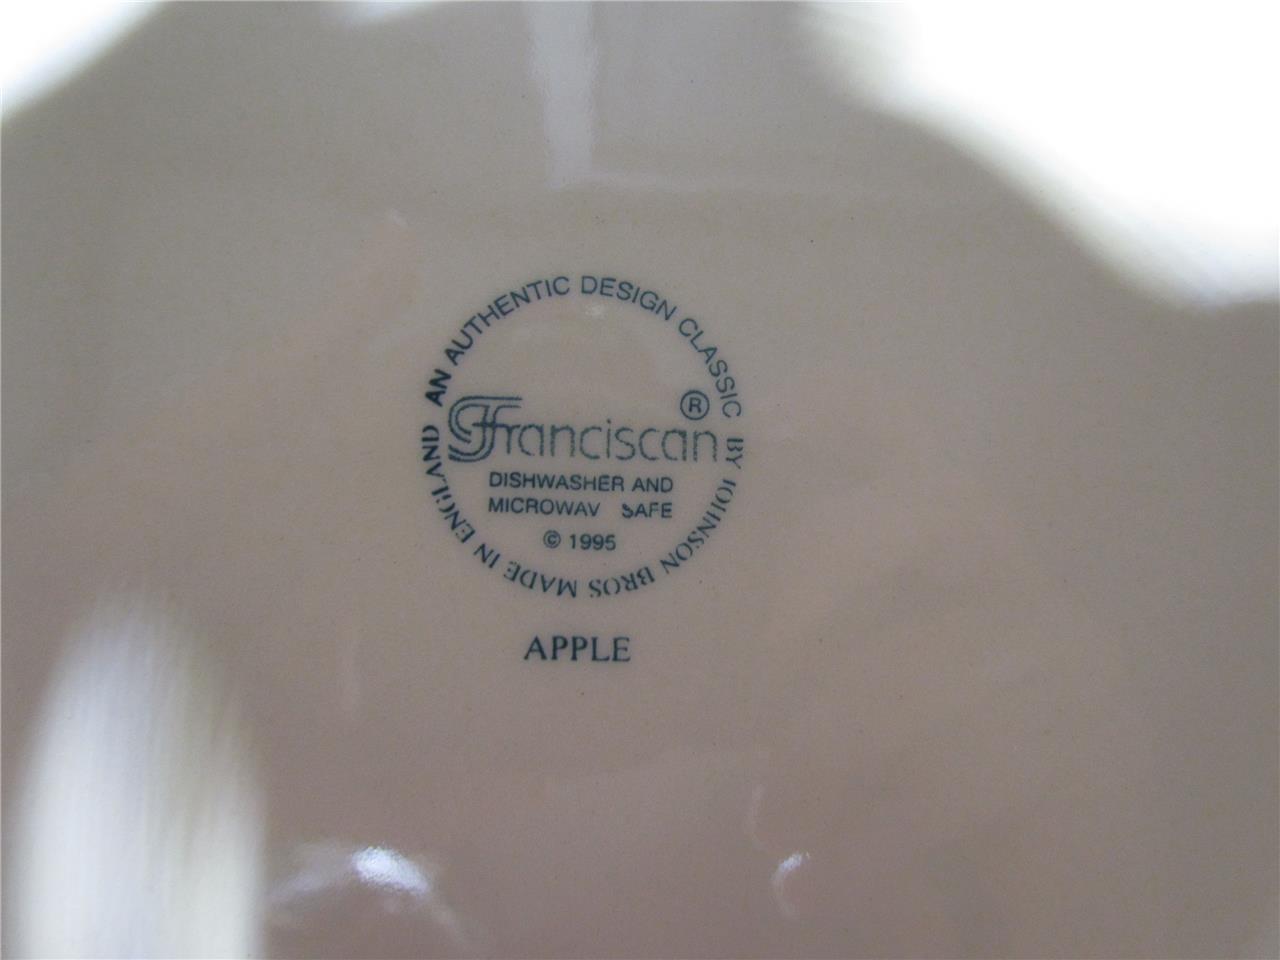 AN AUTHENTIC DESIGN CLASSIC BY JOHNSON BROS MADE IN ENGLAND
Franciscan ®
DISHWASHER AND
MICROWAV SAFE
© 1995
APPLE